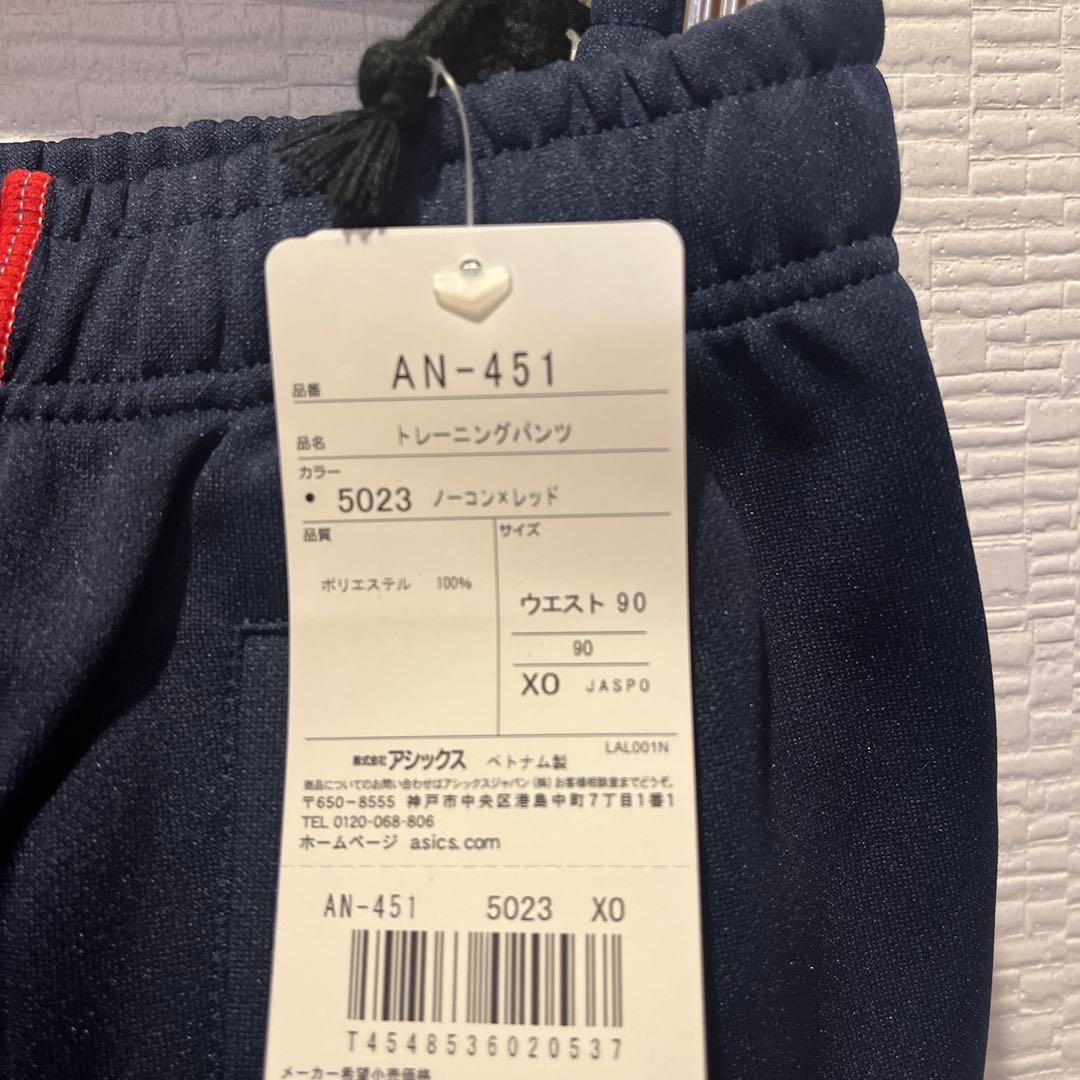 品番 AN-451
品名 トレーニングパンツ
カラー
• 5023 ノーコン×レッド
品質
ポリエステル 100%
サイズ
ウエスト 90
90
XO JASPO
LAL001N
株式会社アシックス ベトナム製
商品についてのお問い合わせはアシックスジャパン(株)お客様相談室までどうぞ。
〒650-8555 神戸市中央区港島中町7丁目1番1
TEL 0120-068-806
ホームページ asics.com
AN-451 5023 XO
T4548536020537
メーカー希望小売価格